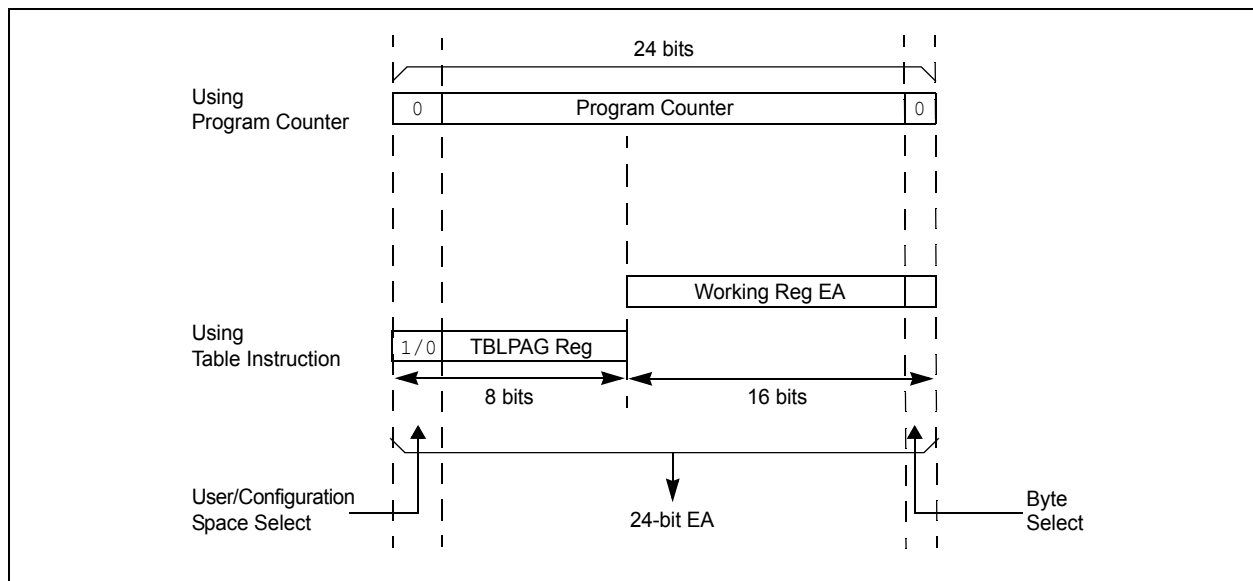 24 bits
Using
Program Counter
0
Program Counter
0
Working Reg EA
Using
Table Instruction
1/0
TBLPAG Reg
8 bits
16 bits
User/Configuration
Space Select
24-bit EA
Byte
Select